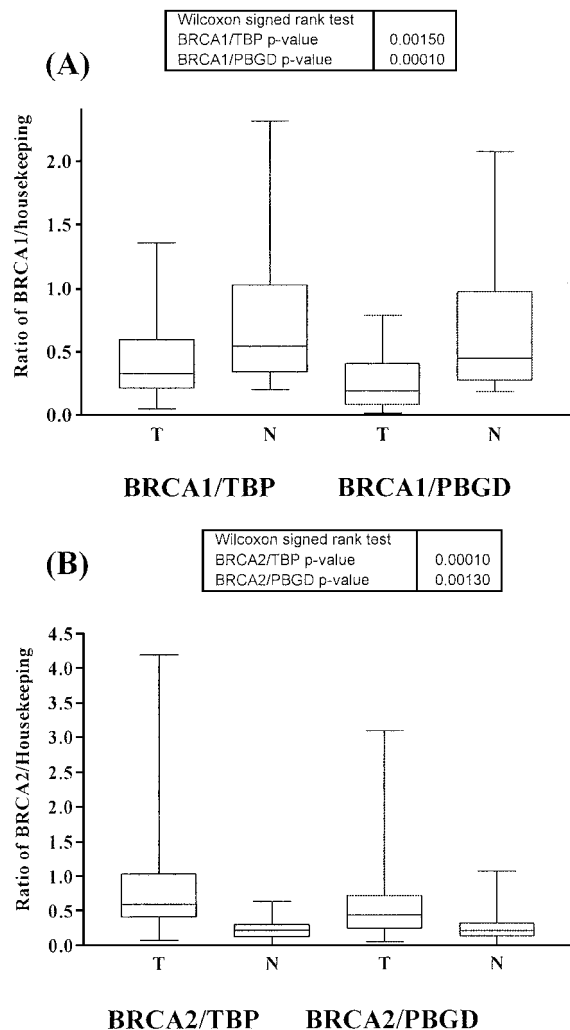 Wilcoxon signed rank test
BRCA1/TBP p-value 0.00150
BRCA1/PBGD p-value 0.00010
(A)
Ratio of BRCA1/housekeeping
2.0
1.5
1.0
0.5
0.0
T N T N
BRCA1/TBP BRCA1/PBGD
Wilcoxon signed rank test
BRCA2/TBP p-value 0.00010
BRCA2/PBGD p-value 0.00130
(B)
Ratio of BRCA2/Housekeeping
4.5
4.0
3.5
3.0
2.5
2.0
1.5
1.0
0.5
0.0
T N T N
BRCA2/TBP BRCA2/PBGD